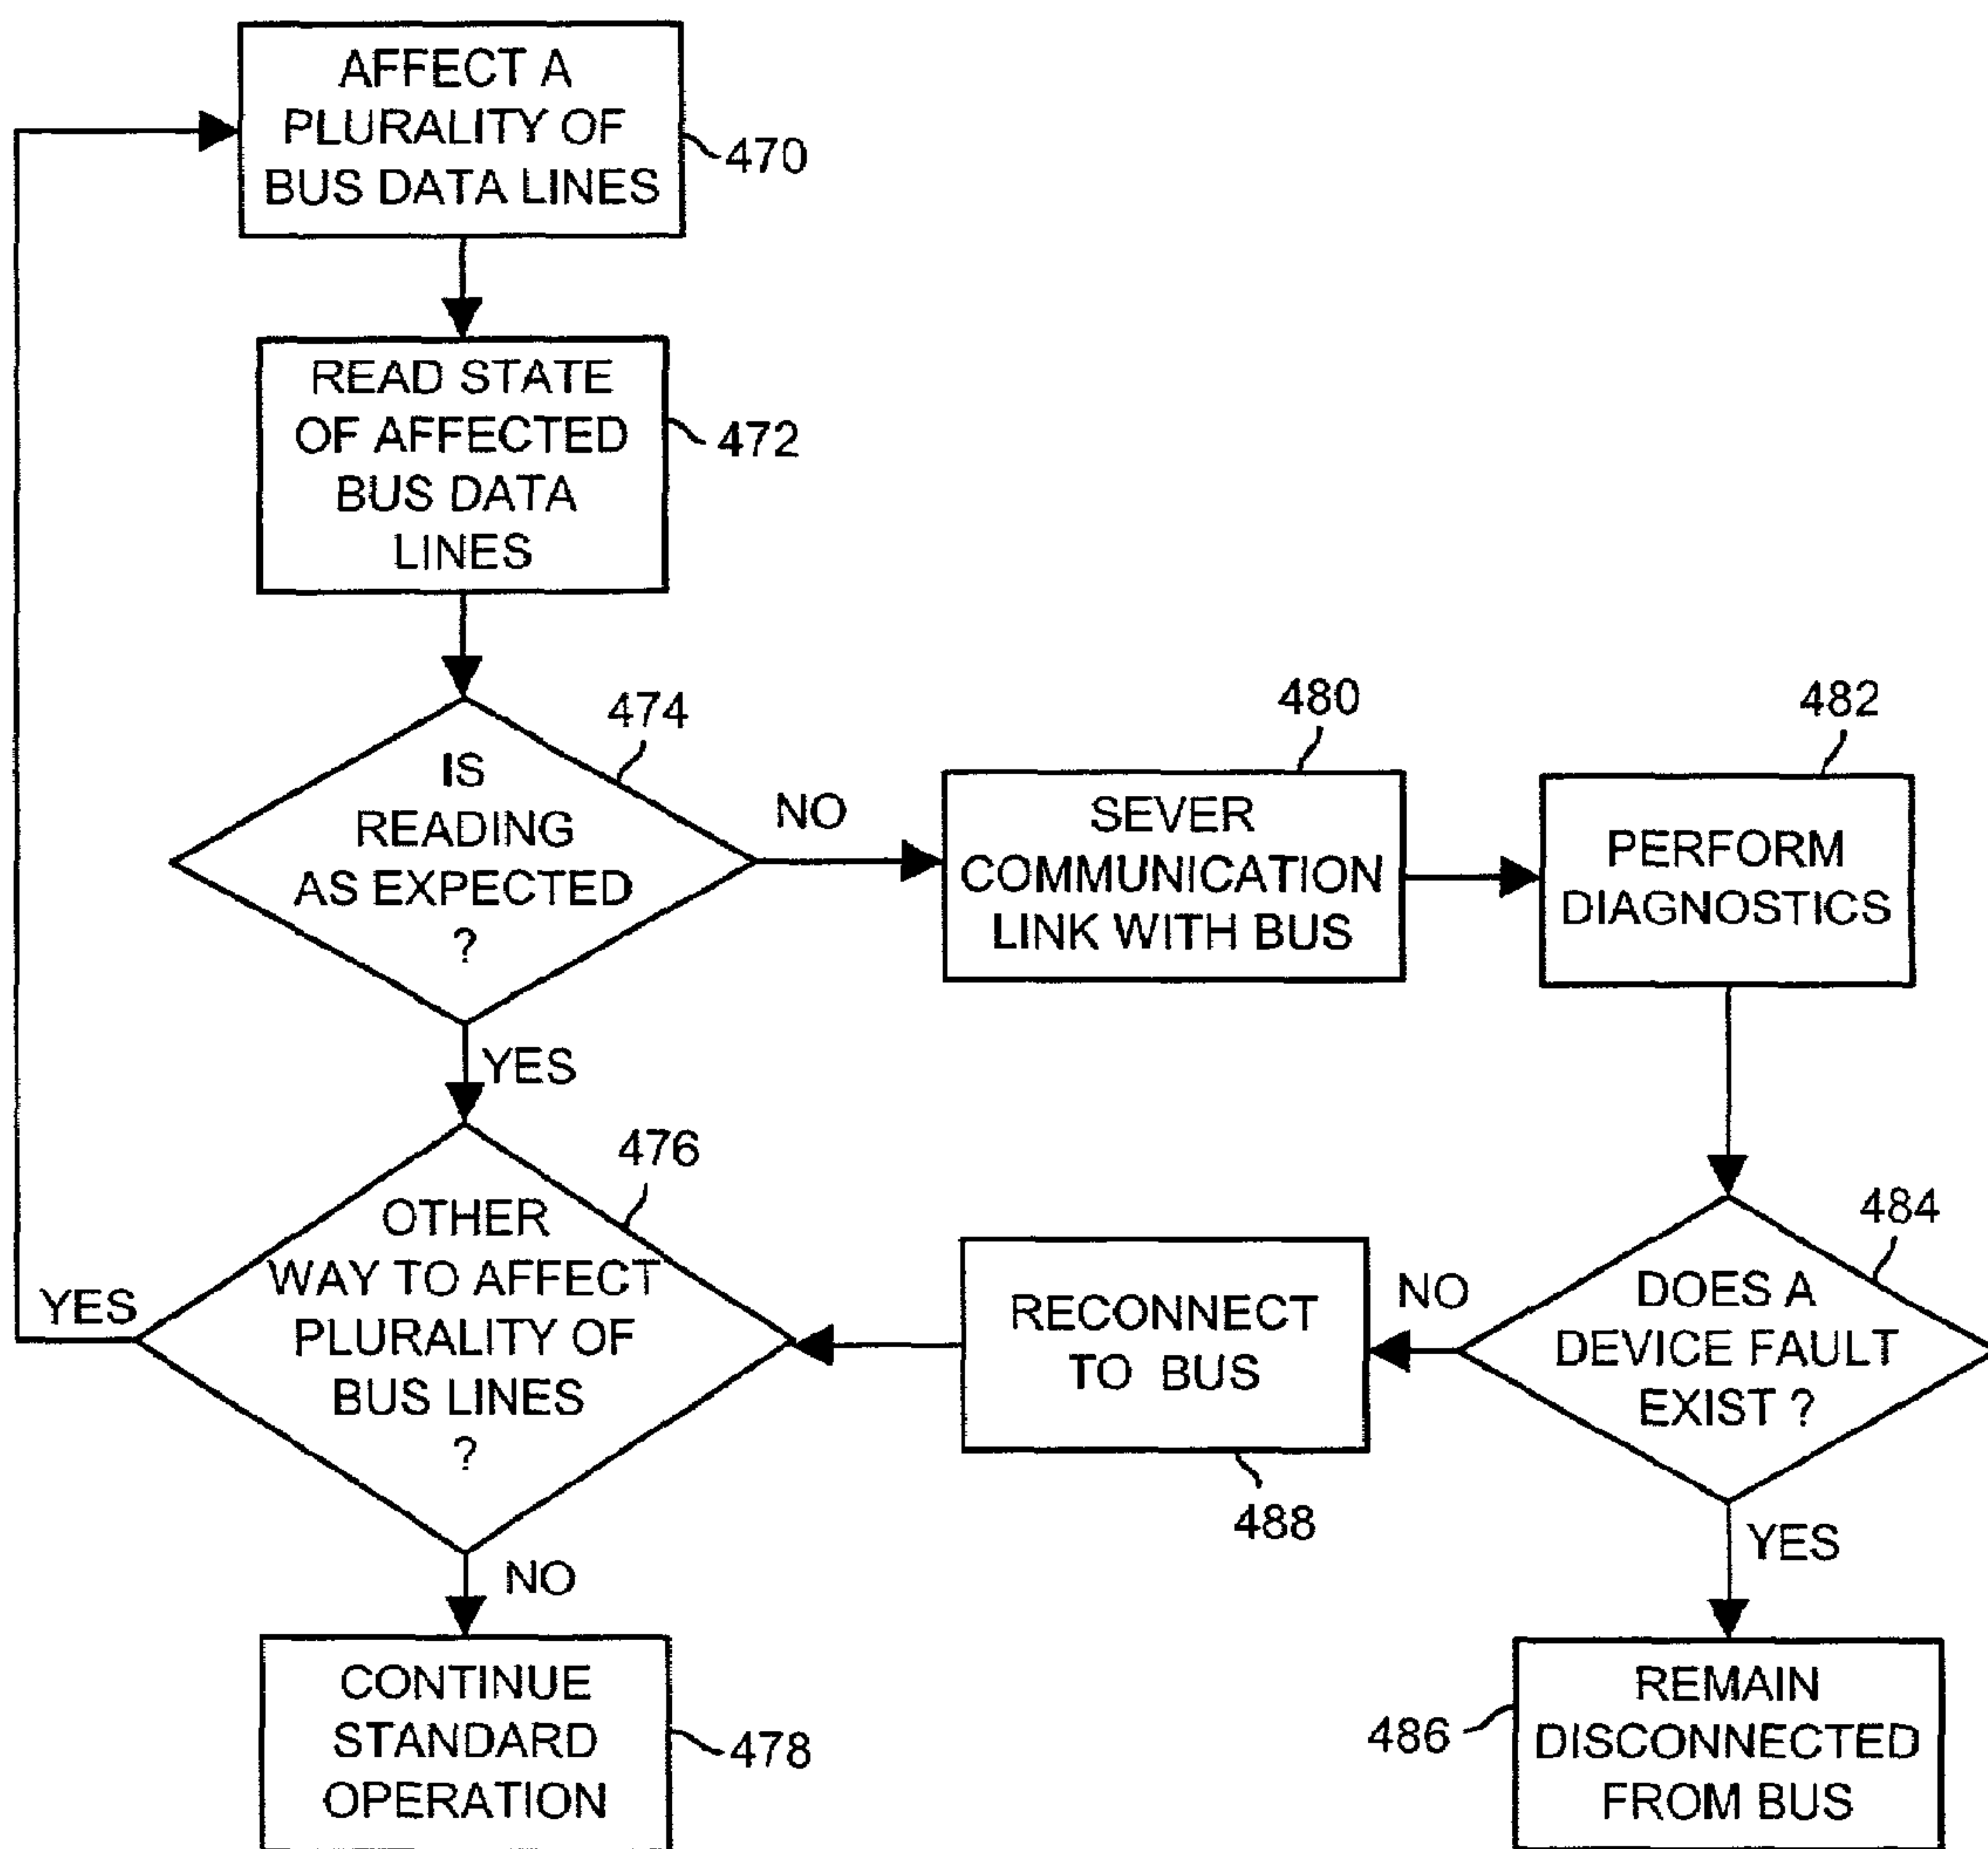 AFFECT A
PLURALITY OF
BUS DATA LINES
470
READ STATE
OF AFFECTED
BUS DATA
LINES
472
IS
READING
AS EXPECTED
?
474
NO
YES
SEVER
COMMUNICATION
LINK WITH BUS
480
PERFORM
DIAGNOSTICS
482
OTHER
WAY TO AFFECT
PLURALITY OF
BUS LINES
?
476
YES
NO
RECONNECT
TO BUS
488
DOES A
DEVICE FAULT
EXIST ?
484
NO
YES
CONTINUE
STANDARD
OPERATION
478
REMAIN
DISCONNECTED
FROM BUS
486